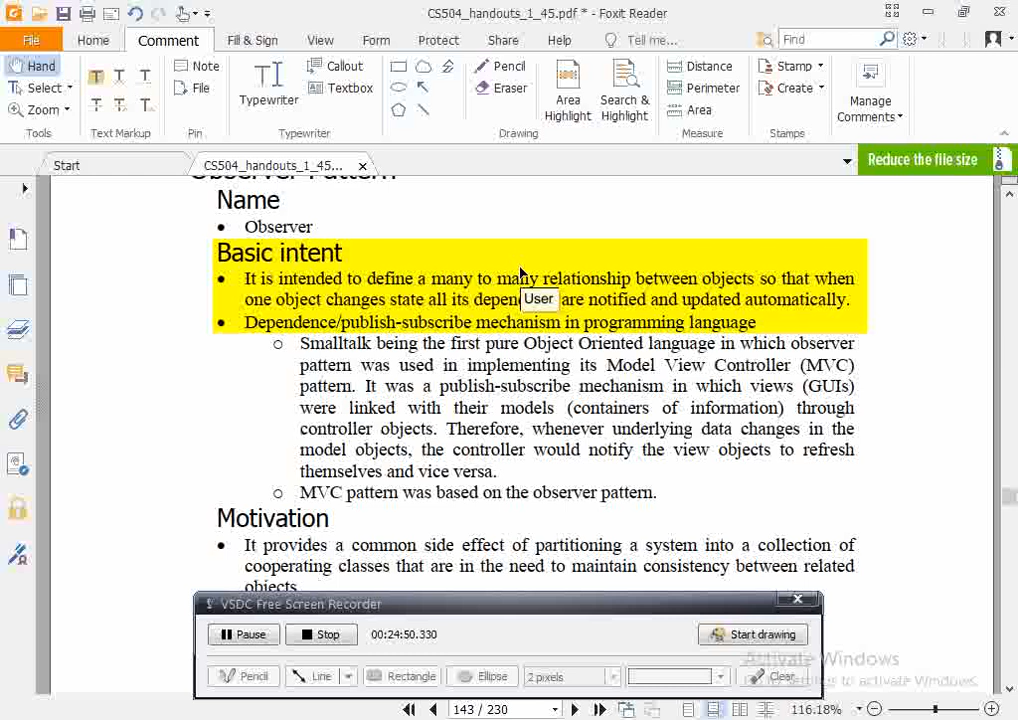 CS504_handouts_1_45.pdf * - Foxit Reader
File Home Comment Fill & Sign View Form Protect Share Help Tell me... Find
Hand
Select
Zoom
Tools
T T T
T T T
Text Markup
Note
File
Pin
Typewriter
Callout
Textbox
Typewriter
Pencil
Eraser
Area Highlight
Search & Highlight
Drawing
Distance
Perimeter
Area
Measure
Stamp
Create
Stamps
Manage Comments
Start CS504_handouts_1_45... Reduce the file size
Observer Pattern
Name
• Observer
Basic intent
• It is intended to define a many to many relationship between objects so that when
one object changes state all its are notified and updated automatically.
User
• Dependence/publish-subscribe mechanism in programming language
o Smalltalk being the first pure Object Oriented language in which observer
pattern was used in implementing its Model View Controller (MVC)
pattern. It was a publish-subscribe mechanism in which views (GUIs)
were linked with their models (containers of information) through
controller objects. Therefore, whenever underlying data changes in the
model objects, the controller would notify the view objects to refresh
themselves and vice versa.
o MVC pattern was based on the observer pattern.
Motivation
• It provides a common side effect of partitioning a system into a collection of
cooperating classes that are in the need to maintain consistency between related
objects
VSDC Free Screen Recorder
Pause Stop 00:24:50.330 Start drawing
Pencil Line Rectangle Ellipse 2 pixels Clear
Activate Windows
to activate Windows.
143 / 230 116.18%